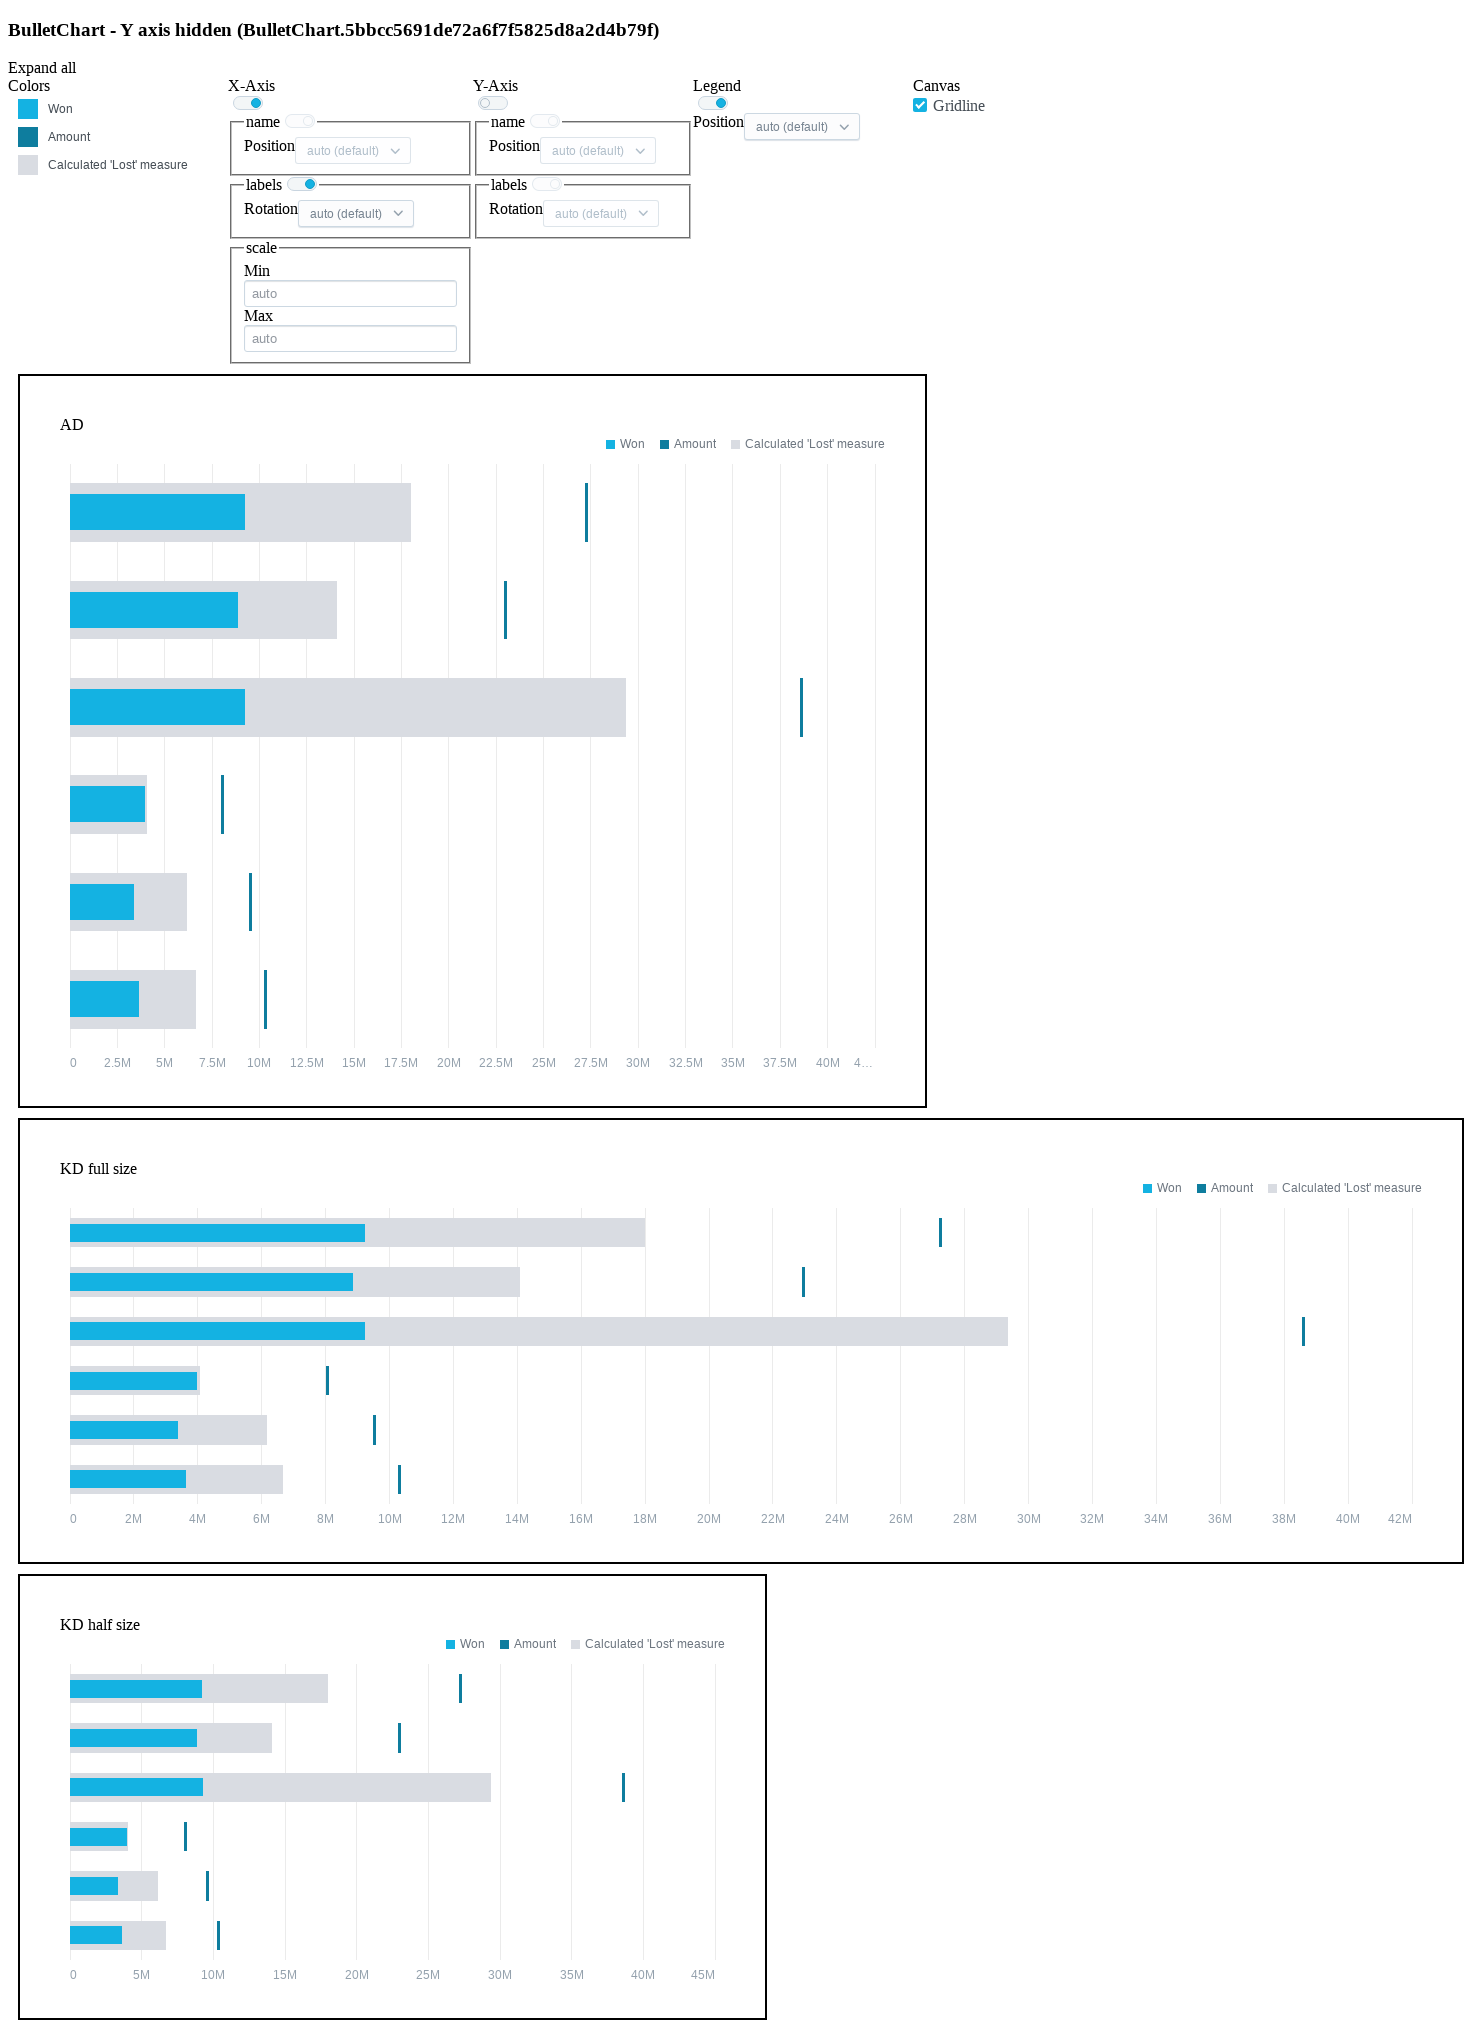 BulletChart - Y axis hidden (BulletChart.5bbcc5691de72a6f7f5825d8a2d4b79f)
Expand all
Colors
Won
Amount
Calculated 'Lost' measure
X-Axis
name
Position auto (default)
labels
Rotation auto (default)
scale
Min
auto
Max
auto
Y-Axis
name
Position auto (default)
labels
Rotation auto (default)
Legend
Position auto (default)
Canvas
Gridline
AD
Won Amount Calculated 'Lost' measure
0 2.5M 5M 7.5M 10M 12.5M 15M 17.5M 20M 22.5M 25M 27.5M 30M 32.5M 35M 37.5M 40M 4…
KD full size
Won Amount Calculated 'Lost' measure
0 2M 4M 6M 8M 10M 12M 14M 16M 18M 20M 22M 24M 26M 28M 30M 32M 34M 36M 38M 40M 42M
KD half size
Won Amount Calculated 'Lost' measure
0 5M 10M 15M 20M 25M 30M 35M 40M 45M